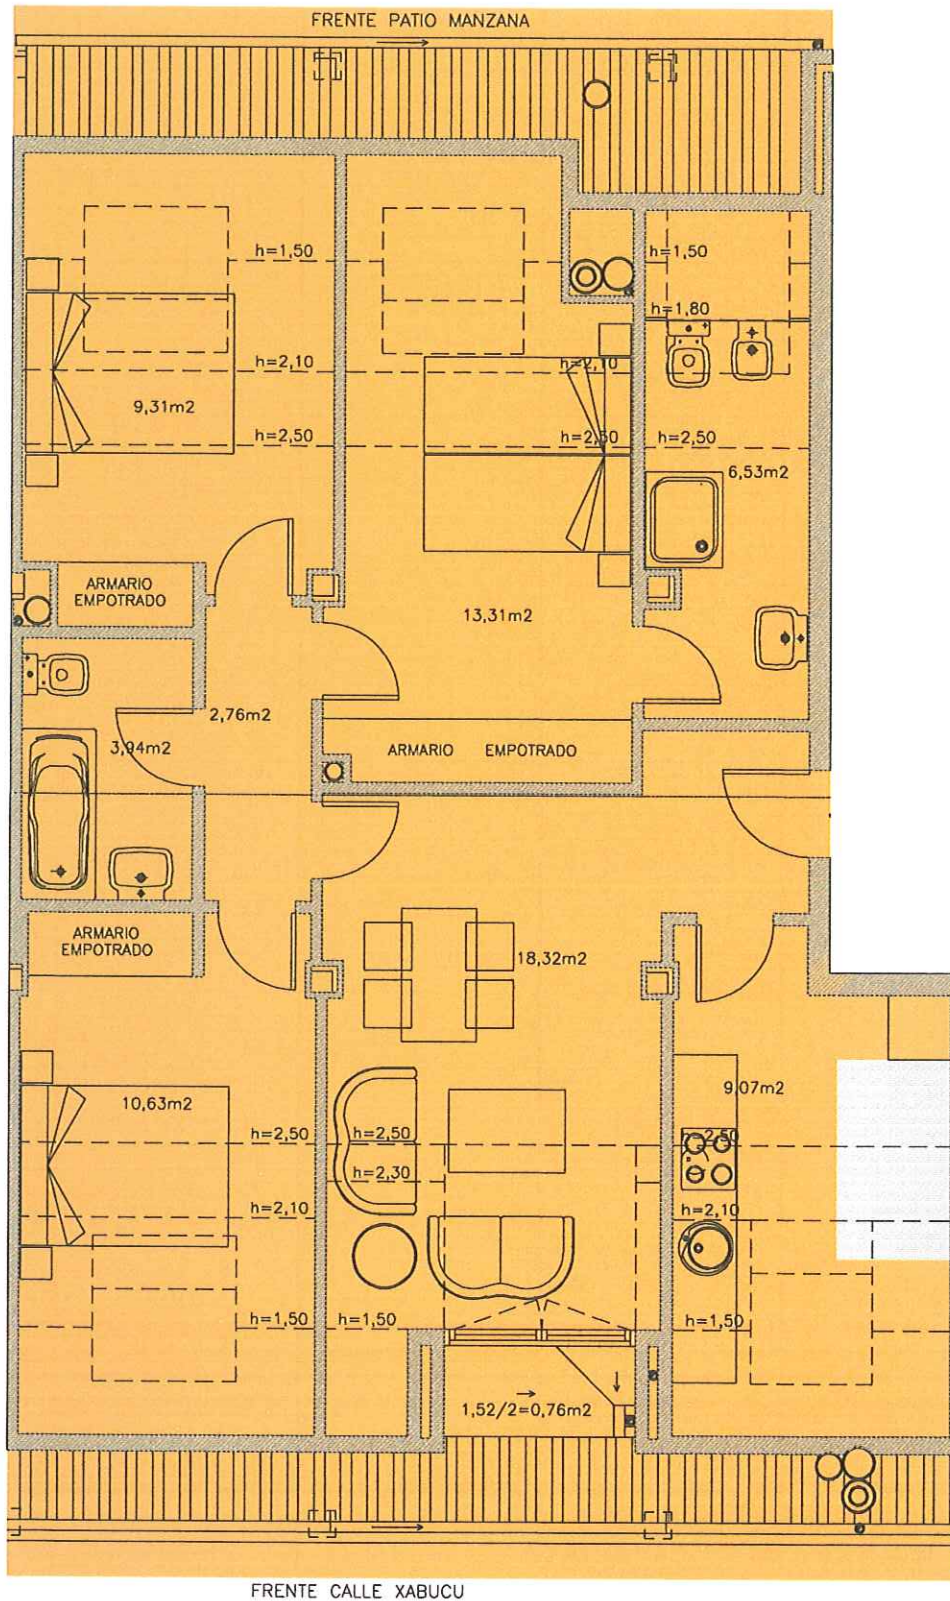 FRENTE PATIO MANZANA
h=1,50
h=1,50
h=1,80
h=2,10
h=2,10
9,31m2
h=2,50
h=2,50
h=2,50
6,53m2
ARMARIO
EMPOTRADO
13,31m2
2,76m2
3,94m2
ARMARIO EMPOTRADO
ARMARIO
EMPOTRADO
18,32m2
10,63m2
9,07m2
h=2,50
h=2,50
h=2,50
h=2,30
h=2,10
h=2,10
h=1,50
h=1,50
h=1,50
1,52/2=0,76m2
FRENTE CALLE XABUCU